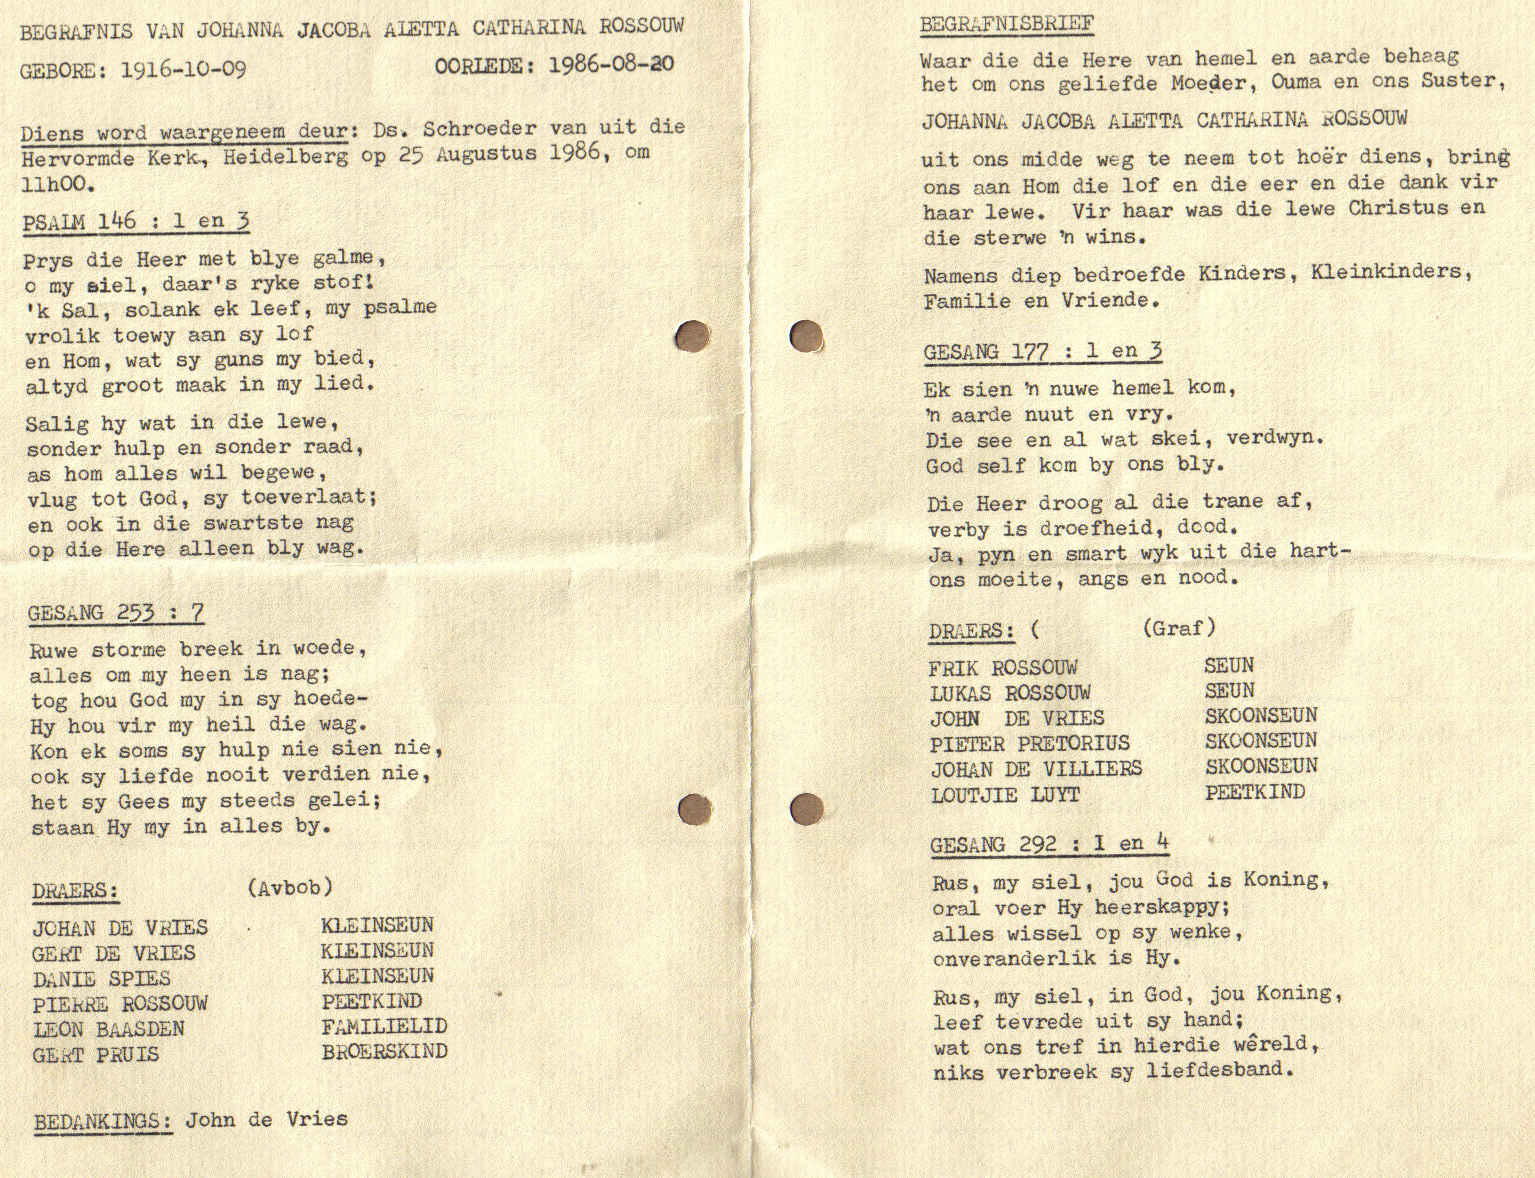 BEGRAFNIS VAN JOHANNA JACOBA ALETTA CATHARINA ROSSOUW
GEBORE: 1916-10-09 OORLEDE: 1986-08-20
Diens word waargeneem deur: Ds. Schroeder van uit die
Hervormde Kerk, Heidelberg op 25 Augustus 1986, om
11h00.
PSALM 146 : 1 en 3
Prys die Heer met blye galme,
o my siel, daar's ryke stof!
'k Sal, solank ek leef, my psalme
vrolik toewy aan sy lof
en Hom, wat sy guns my bied,
altyd groot maak in my lied.
Salig hy wat in die lewe,
sonder hulp en sonder raad,
as hom alles wil begewe,
vlug tot God, sy toeverlaat;
en ook in die swartste nag
op die Here alleen bly wag.
GESANG 253 : 7
Ruwe storme breek in woede,
alles om my heen is nag;
tog hou God my in sy hoede-
Hy hou vir my heil die wag.
Kon ek soms sy hulp nie sien nie,
ook sy liefde nooit verdien nie,
het sy Gees my steeds gelei;
staan Hy my in alles by.
DRAERS: (Avbob)
JOHAN DE VRIES KLEINSEUN
GERT DE VRIES KLEINSEUN
DANIE SPIES KLEINSEUN
PIERRE ROSSOUW PEETKIND
LEON BAASDEN FAMILIELID
GERT PRUIS BROERSKIND
BEDANKINGS: John de Vries
BEGRAFNISBRIEF
Waar die die Here van hemel en aarde behaag
het om ons geliefde Moeder, Ouma en ons Suster,
JOHANNA JACOBA ALETTA CATHARINA ROSSOUW
uit ons midde weg te neem tot hoër diens, bring
ons aan Hom die lof en die eer en die dank vir
haar lewe. Vir haar was die lewe Christus en
die sterwe 'n wins.
Namens diep bedroefde Kinders, Kleinkinders,
Familie en Vriende.
GESANG 177 : 1 en 3
Ek sien 'n nuwe hemel kom,
'n aarde nuut en vry.
Die see en al wat skei, verdwyn.
God self kom by ons bly.
Die Heer droog al die trane af,
verby is droefheid, dood.
Ja, pyn en smart wyk uit die hart-
ons moeite, angs en nood.
DRAERS: ( (Graf)
FRIK ROSSOUW SEUN
LUKAS ROSSOUW SEUN
JOHN DE VRIES SKOONSEUN
PIETER PRETORIUS SKOONSEUN
JOHAN DE VILLIERS SKOONSEUN
LOUTJIE LUYT PEETKIND
GESANG 292 : 1 en 4
Rus, my siel, jou God is Koning,
oral voer Hy heerskappy;
alles wissel op sy wenke,
onveranderlik is Hy.
Rus, my siel, in God, jou Koning,
leef tevrede uit sy hand;
wat ons tref in hierdie wêreld,
niks verbreek sy liefdesband.